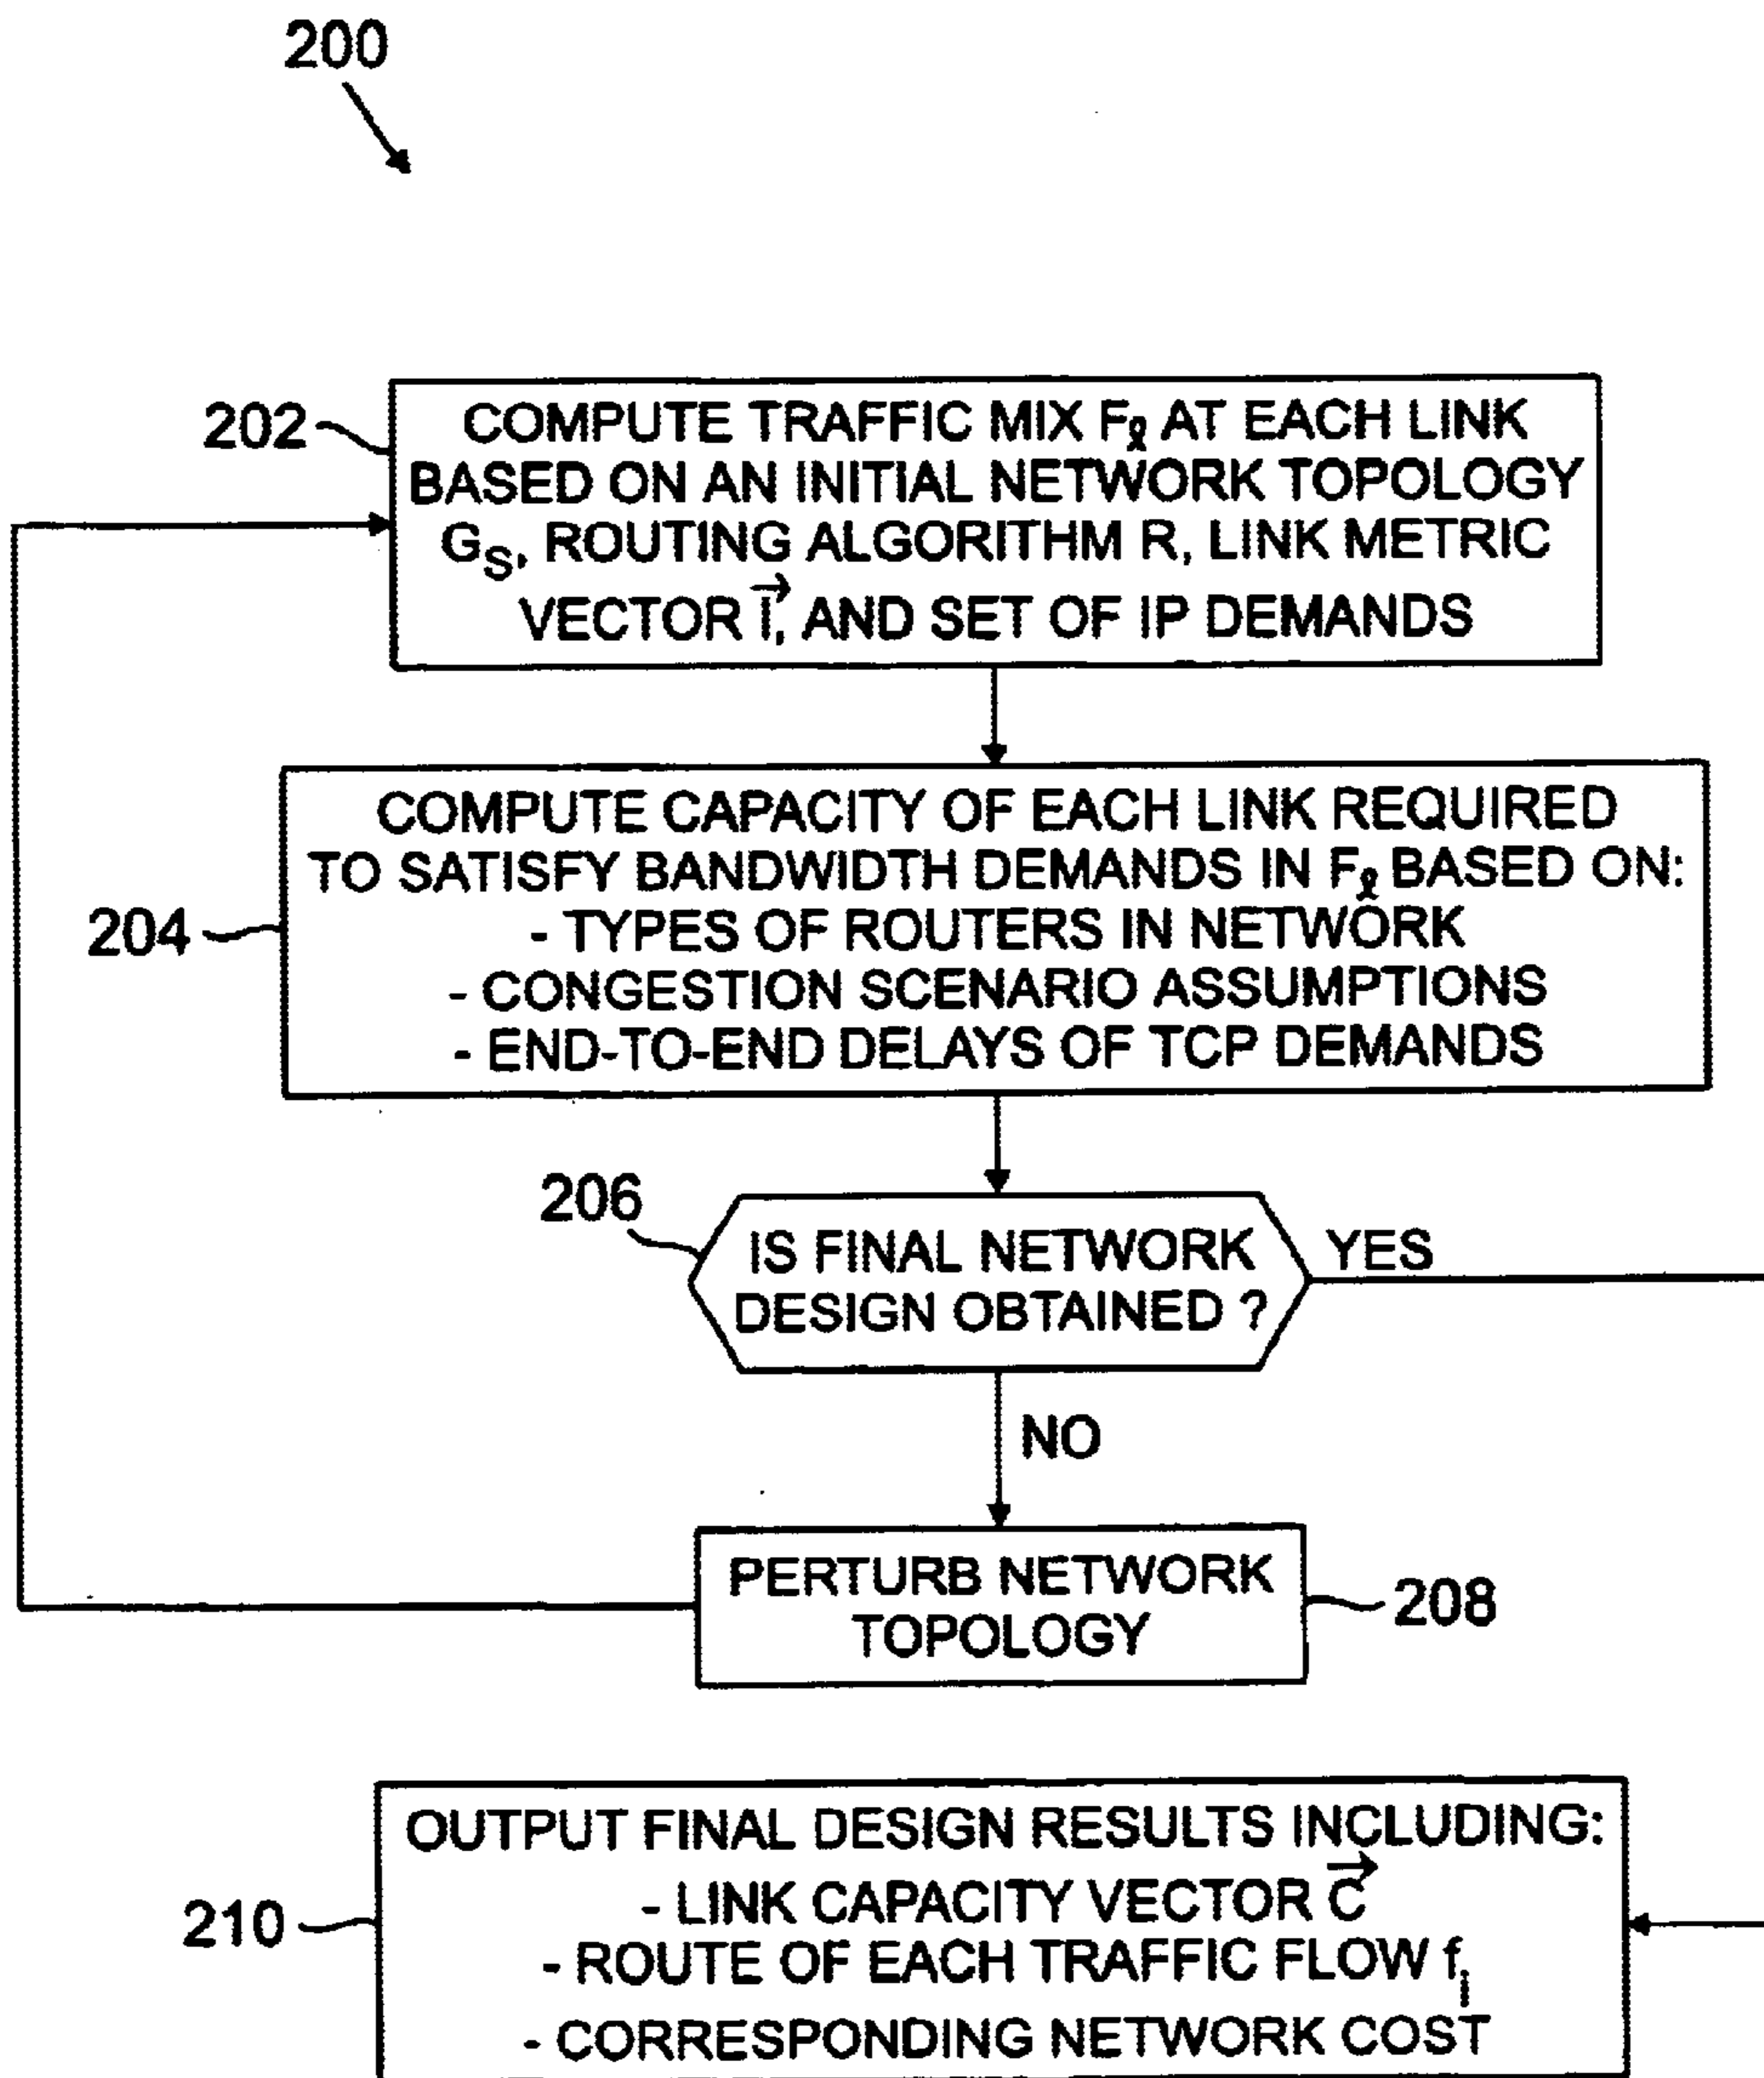 200
202
COMPUTE TRAFFIC MIX Fℓ AT EACH LINK
BASED ON AN INITIAL NETWORK TOPOLOGY
GS, ROUTING ALGORITHM R, LINK METRIC
VECTOR I⃗, AND SET OF IP DEMANDS
204
COMPUTE CAPACITY OF EACH LINK REQUIRED
TO SATISFY BANDWIDTH DEMANDS IN Fℓ BASED ON:
- TYPES OF ROUTERS IN NETWORK
- CONGESTION SCENARIO ASSUMPTIONS
- END-TO-END DELAYS OF TCP DEMANDS
206
IS FINAL NETWORK
DESIGN OBTAINED ?
YES
NO
PERTURB NETWORK
TOPOLOGY
208
210
OUTPUT FINAL DESIGN RESULTS INCLUDING:
- LINK CAPACITY VECTOR C⃗
- ROUTE OF EACH TRAFFIC FLOW fi
- CORRESPONDING NETWORK COST